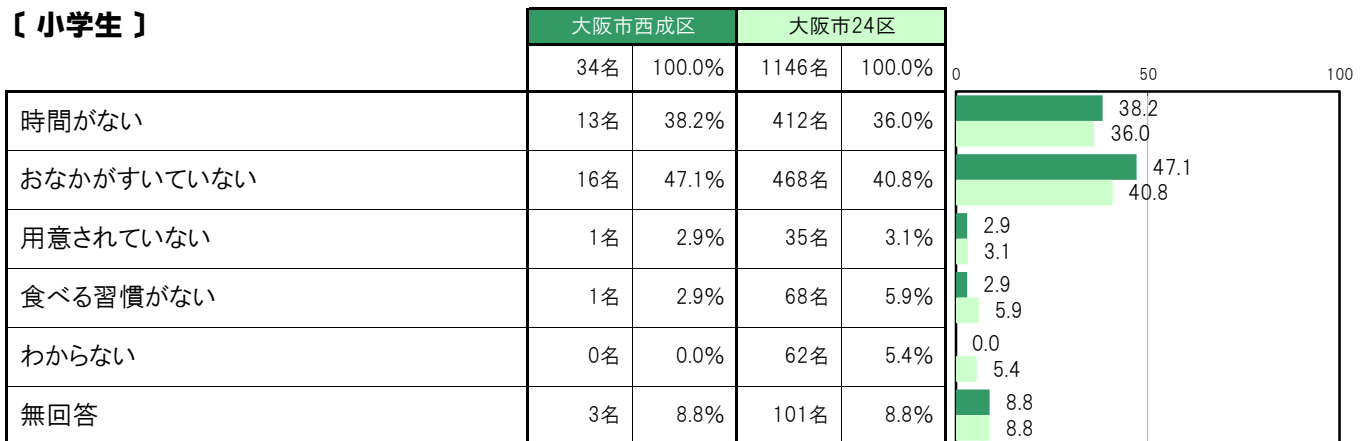 〔 小学生 〕
大阪市西成区 大阪市24区
34名 100.0% 1146名 100.0% 0 50 100
時間がない 13名 38.2% 412名 36.0% 38.2
36.0
おなかがすいていない 16名 47.1% 468名 40.8% 47.1
40.8
用意されていない 1名 2.9% 35名 3.1% 2.9
3.1
食べる習慣がない 1名 2.9% 68名 5.9% 2.9
5.9
わからない 0名 0.0% 62名 5.4% 0.0
5.4
無回答 3名 8.8% 101名 8.8% 8.8
8.8